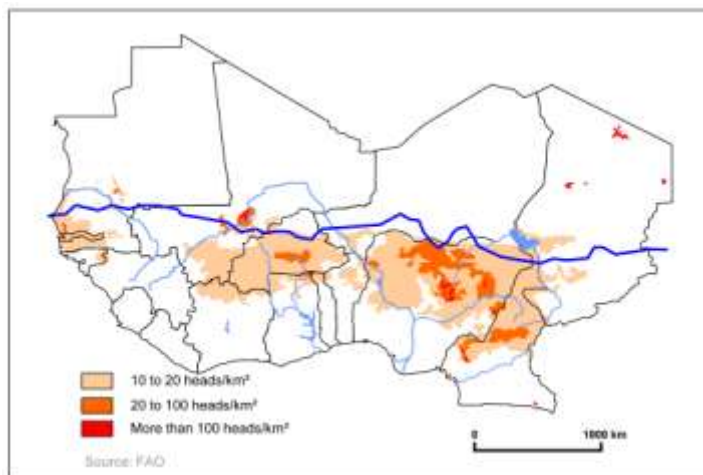 10 to 20 heads/km²
20 to 100 heads/km²
More than 100 heads/km²
0 1000 km
Source: FAO